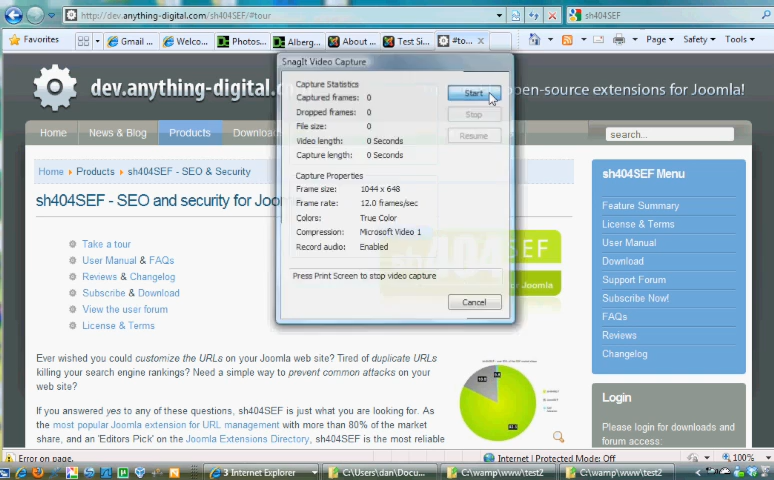 http://dev.anything-digital.com/sh404SEF/#tour
sh404SEF
Favorites
Gmail ...
Welco...
Photos...
Alberg...
About ...
Test Si...
#to...
Page
Safety
Tools
SnagIt Video Capture
dev.anything-digital.
open-source extensions for Joomla!
Capture Statistics
Captured frames: 0
Dropped frames: 0
File size: 0
Video length: 0 Seconds
Capture length: 0 Seconds
Start
Stop
Resume
Home
News & Blog
Products
Download
search...
Home
Products
sh404SEF - SEO & Security
sh404SEF - SEO and security for Joo
Capture Properties
Frame size: 1044 x 648
Frame rate: 12.0 frames/sec
Colors: True Color
Compression: Microsoft Video 1
Record audio: Enabled
Press Print Screen to stop video capture
Cancel
sh404SEF
or Joomla
Take a tour
User Manual & FAQs
Reviews & Changelog
Subscribe & Download
View the user forum
License & Terms
sh404SEF Menu
Feature Summary
License & Terms
User Manual
Download
Support Forum
Subscribe Now!
FAQs
Reviews
Changelog
Ever wished you could customize the URLs on your Joomla web site? Tired of duplicate URLs
killing your search engine rankings? Need a simple way to prevent common attacks on your
web site?
If you answered yes to any of these questions, sh404SEF is just what you are looking for. As
the most popular Joomla extension for URL management with more than 80% of the market
share, and an 'Editors Pick' on the Joomla Extensions Directory, sh404SEF is the most reliable
Login
Please login for downloads and
forum access:
Error on page.
Internet | Protected Mode: Off
100%
3 Internet Explorer
C:\Users\dan\Docu...
C:\wamp\www\test2
C:\wamp\www\test2